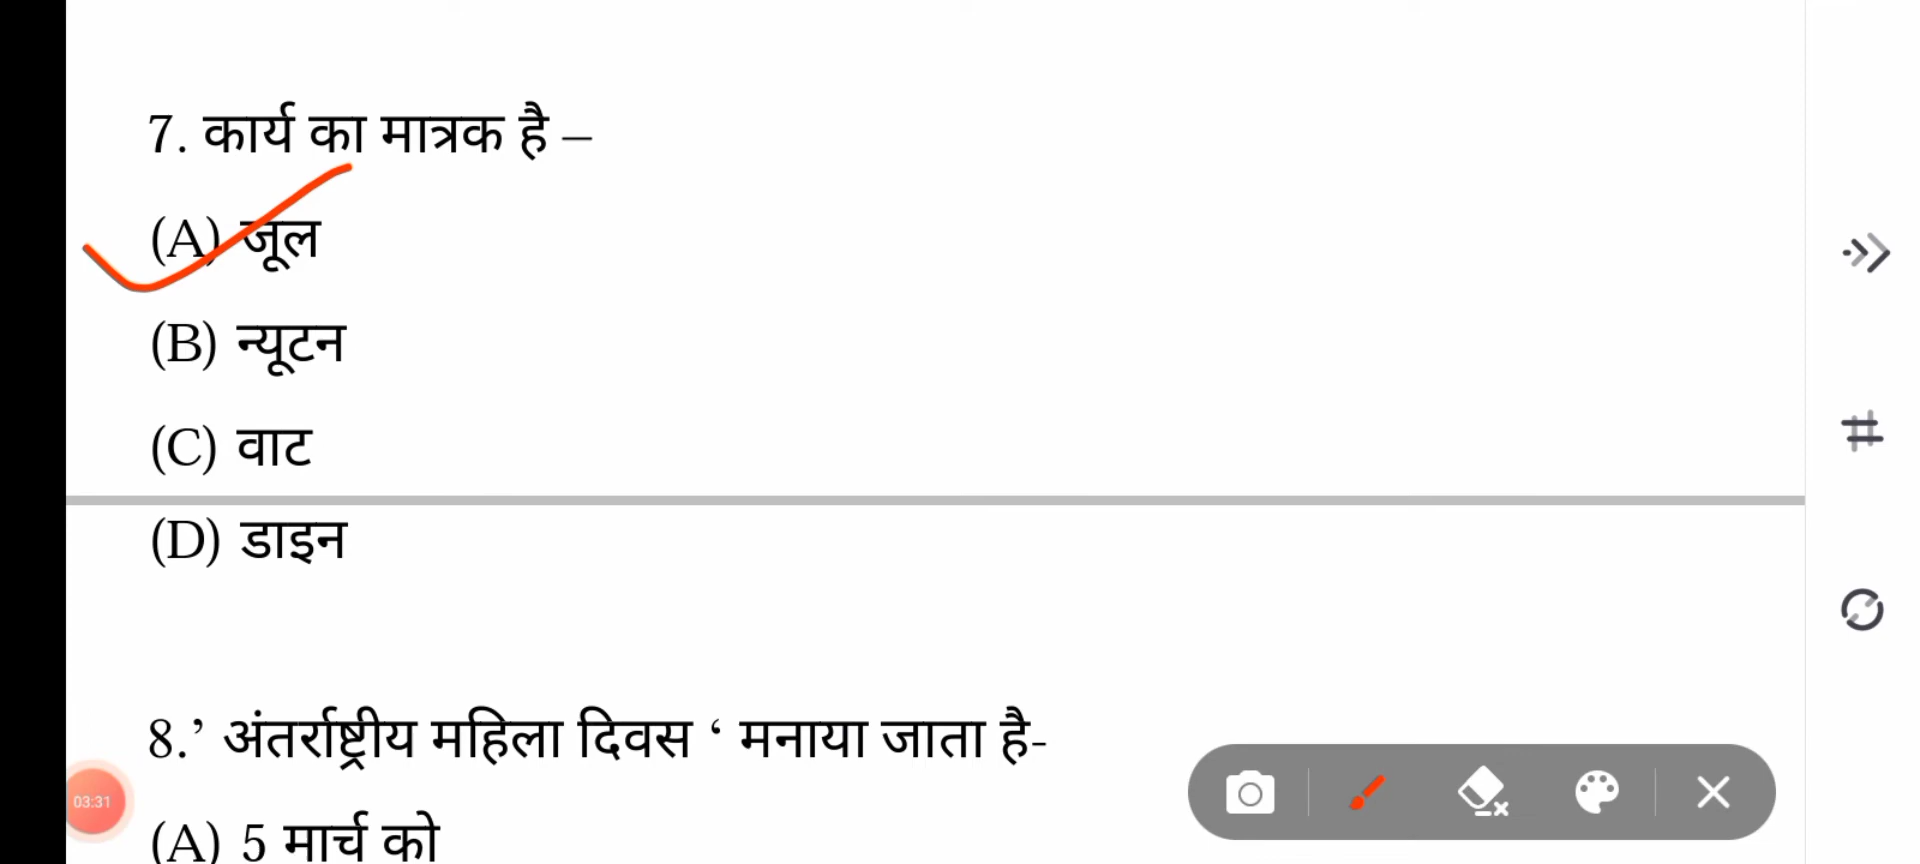 7. कार्य का मात्रक है –
(A) जूल
(B) न्यूटन
(C) वाट
(D) डाइन
8.’ अंतर्राष्ट्रीय महिला दिवस ‘ मनाया जाता है-
(A) 5 मार्च को
03:31